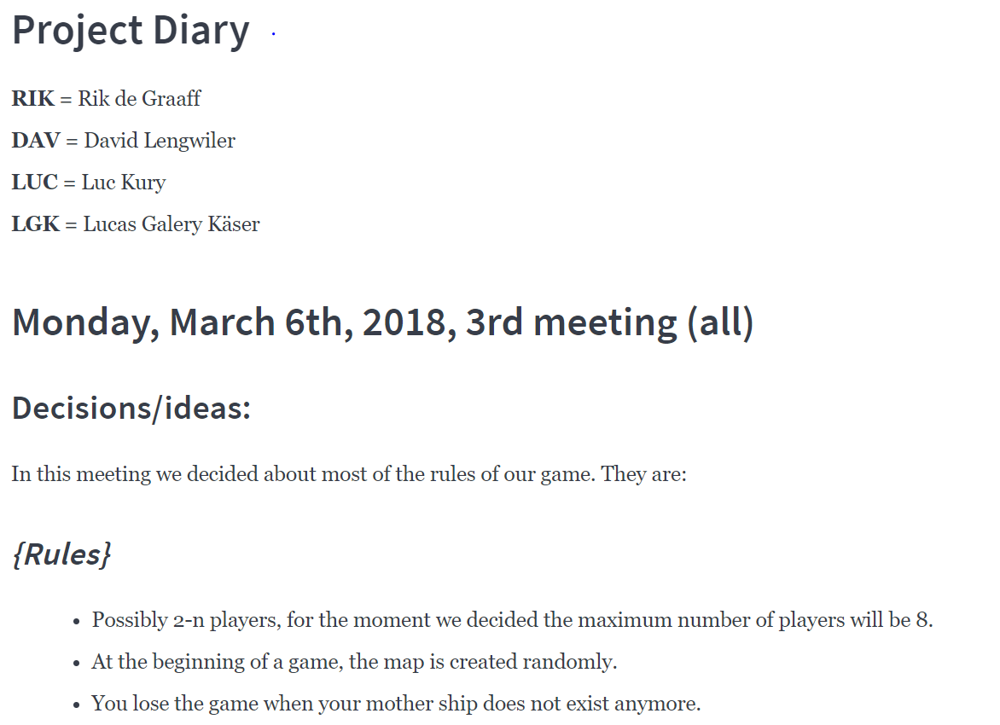 Project Diary
RIK = Rik de Graaff
DAV = David Lengwiler
LUC = Luc Kury
LGK = Lucas Galery Käser
Monday, March 6th, 2018, 3rd meeting (all)
Decisions/ideas:
In this meeting we decided about most of the rules of our game. They are:
{Rules}
• Possibly 2-n players, for the moment we decided the maximum number of players will be 8.
• At the beginning of a game, the map is created randomly.
• You lose the game when your mother ship does not exist anymore.